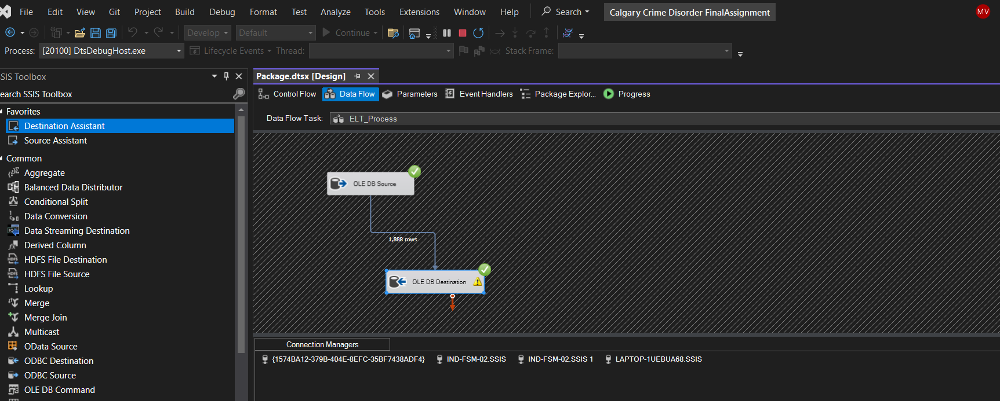 File Edit View Git Project Build Debug Format Test Analyze Tools Extensions Window Help Search Calgary Crime Disorder FinalAssignment MV
Develop Default Continue
Process: [20100] DtsDebugHost.exe Lifecycle Events Thread: Stack Frame:
SSIS Toolbox
earch SSIS Toolbox
Favorites
Destination Assistant
Source Assistant
Common
Aggregate
Balanced Data Distributor
Conditional Split
Data Conversion
Data Streaming Destination
Derived Column
HDFS File Destination
HDFS File Source
Lookup
Merge
Merge Join
Multicast
OData Source
ODBC Destination
ODBC Source
OLE DB Command
Package.dtsx [Design]
Control Flow Data Flow Parameters Event Handlers Package Explor... Progress
Data Flow Task: ELT_Process
OLE DB Source
1,888 rows
OLE DB Destination
Connection Managers
{1574BA12-379B-404E-8EFC-35BF7438ADF4} IND-FSM-02.SSIS IND-FSM-02.SSIS 1 LAPTOP-1UEBUA68.SSIS